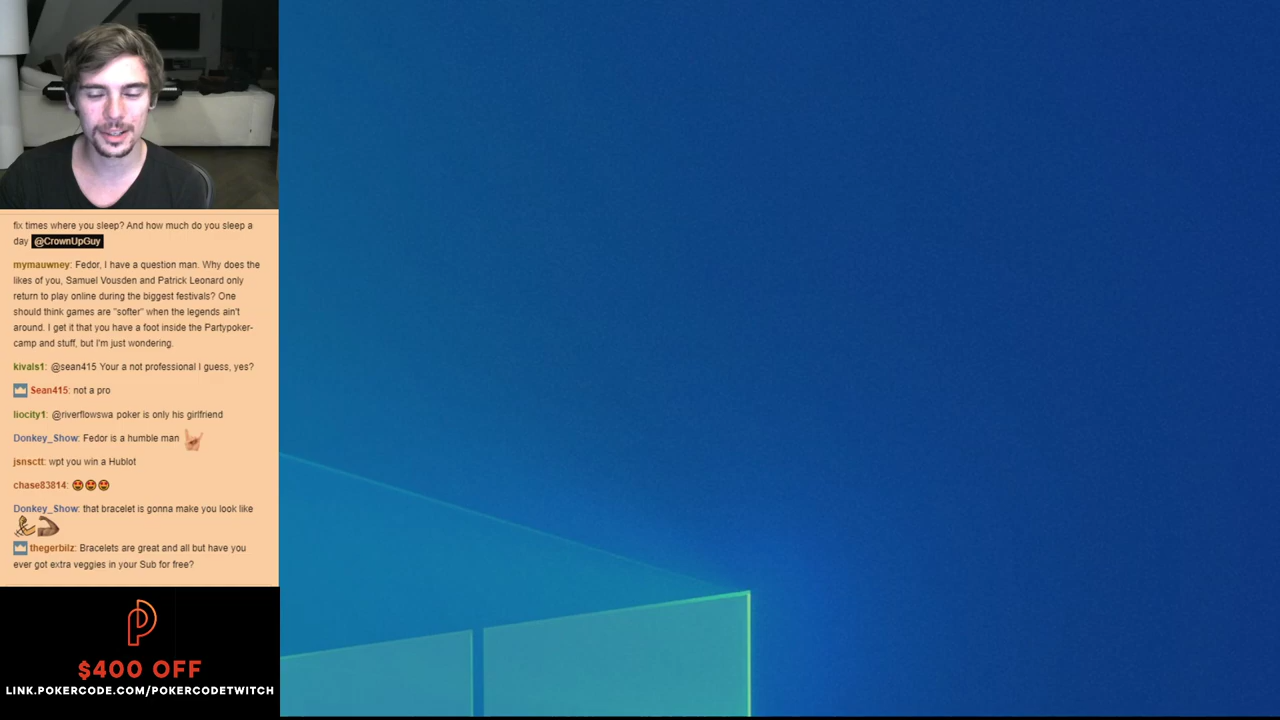 fix times where you sleep? And how much do you sleep a
day @CrownUpGuy
mymauwney: Fedor, I have a question man. Why does the
likes of you, Samuel Vousden and Patrick Leonard only
return to play online during the biggest festivals? One
should think games are "softer" when the legends ain't
around. I get it that you have a foot inside the Partypoker-
camp and stuff, but I'm just wondering.
kivals1: @sean415 Your a not professional I guess, yes?
Sean415: not a pro
liocity1: @riverflowswa poker is only his girlfriend
Donkey_Show: Fedor is a humble man
jsnsctt: wpt you win a Hublot
chase83814:
Donkey_Show: that bracelet is gonna make you look like
thegerbilz: Bracelets are great and all but have you
ever got extra veggies in your Sub for free?
$400 OFF
LINK.POKERCODE.COM/POKERCODETWITCH